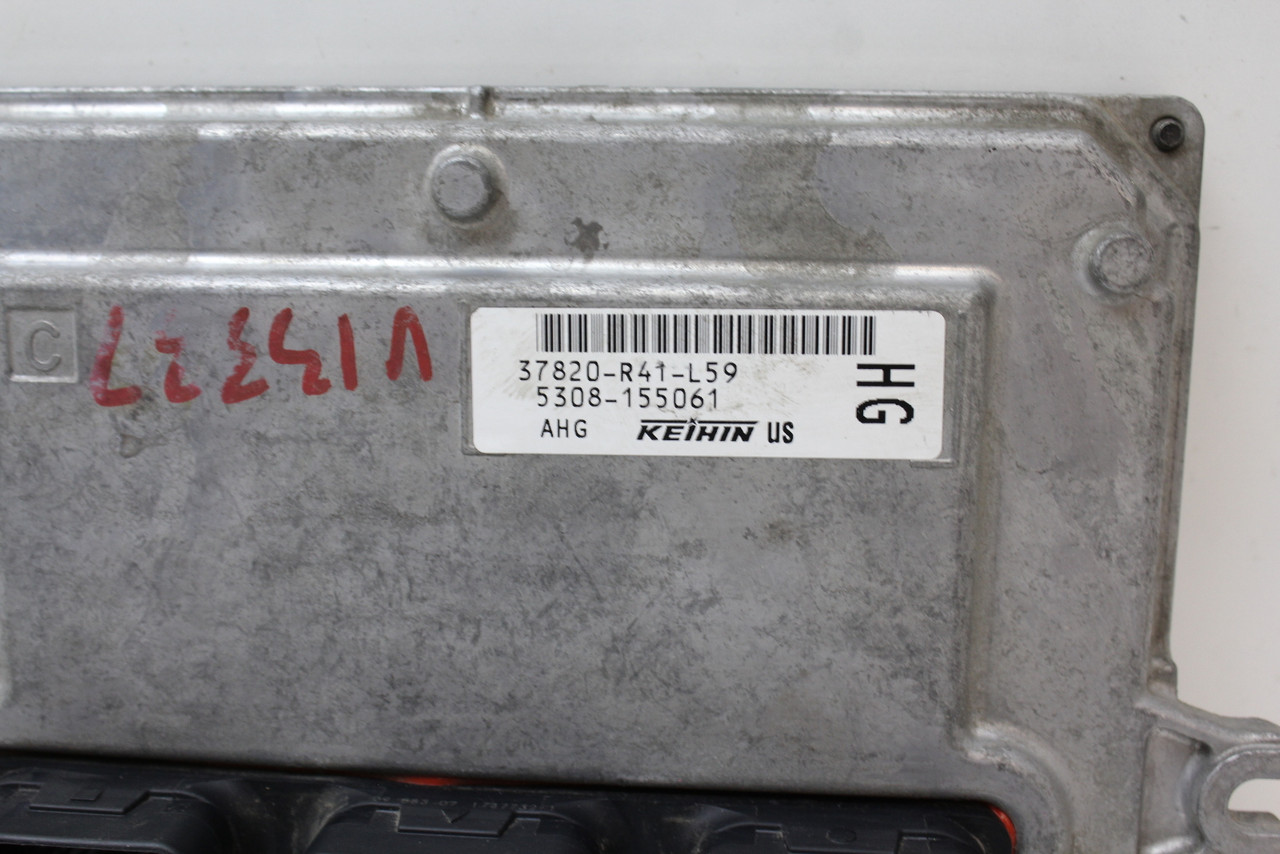 C
37820-R41-L59
5308-155061
AHG KEIHIN US
HG